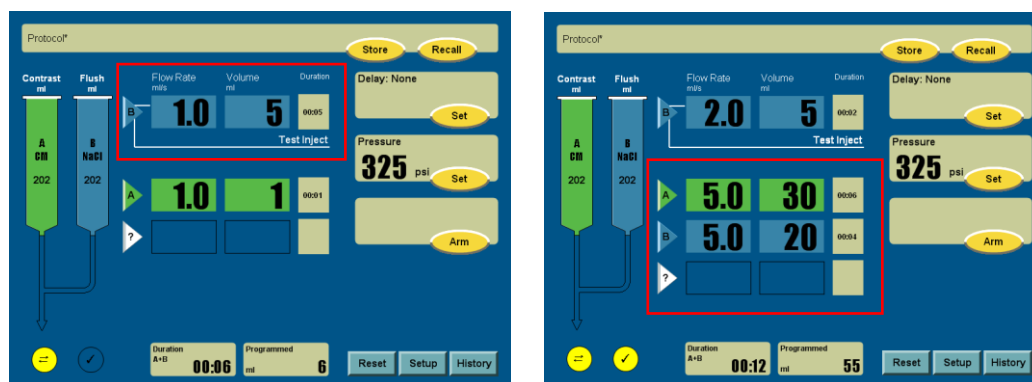 Protocol*
Store Recall
Contrast Flush Flow Rate Volume Duration Delay: None
ml ml ml/s ml
B 1.0 5 00:05 Set
Test Inject
A B Pressure
CM NaCl 325 psi Set
202 202
A 1.0 1 00:01
? Arm
Duration Programmed
A+B 00:06 ml 6 Reset Setup History
Protocol*
Store Recall
Contrast Flush Flow Rate Volume Duration Delay: None
ml ml ml/s ml
B 2.0 5 00:02 Set
Test Inject
A B Pressure
CM NaCl 325 psi Set
202 202
A 5.0 30 00:06
B 5.0 20 00:04 Arm
?
Duration Programmed
A+B 00:12 ml 55 Reset Setup History